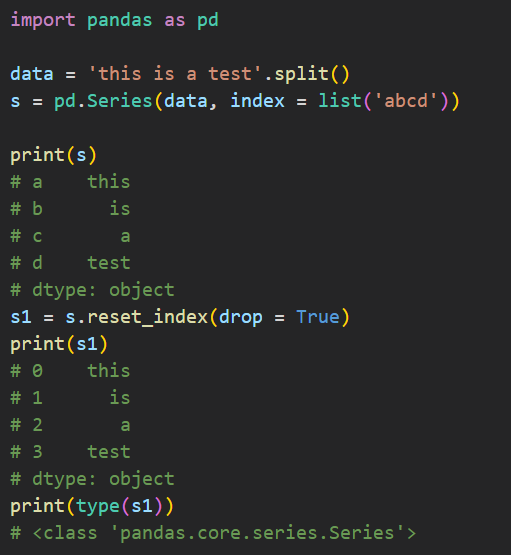 import pandas as pd
data = 'this is a test'.split()
s = pd.Series(data, index = list('abcd'))
print(s)
# a    this
# b      is
# c       a
# d    test
# dtype: object
s1 = s.reset_index(drop = True)
print(s1)
# 0    this
# 1      is
# 2       a
# 3    test
# dtype: object
print(type(s1))
# <class 'pandas.core.series.Series'>